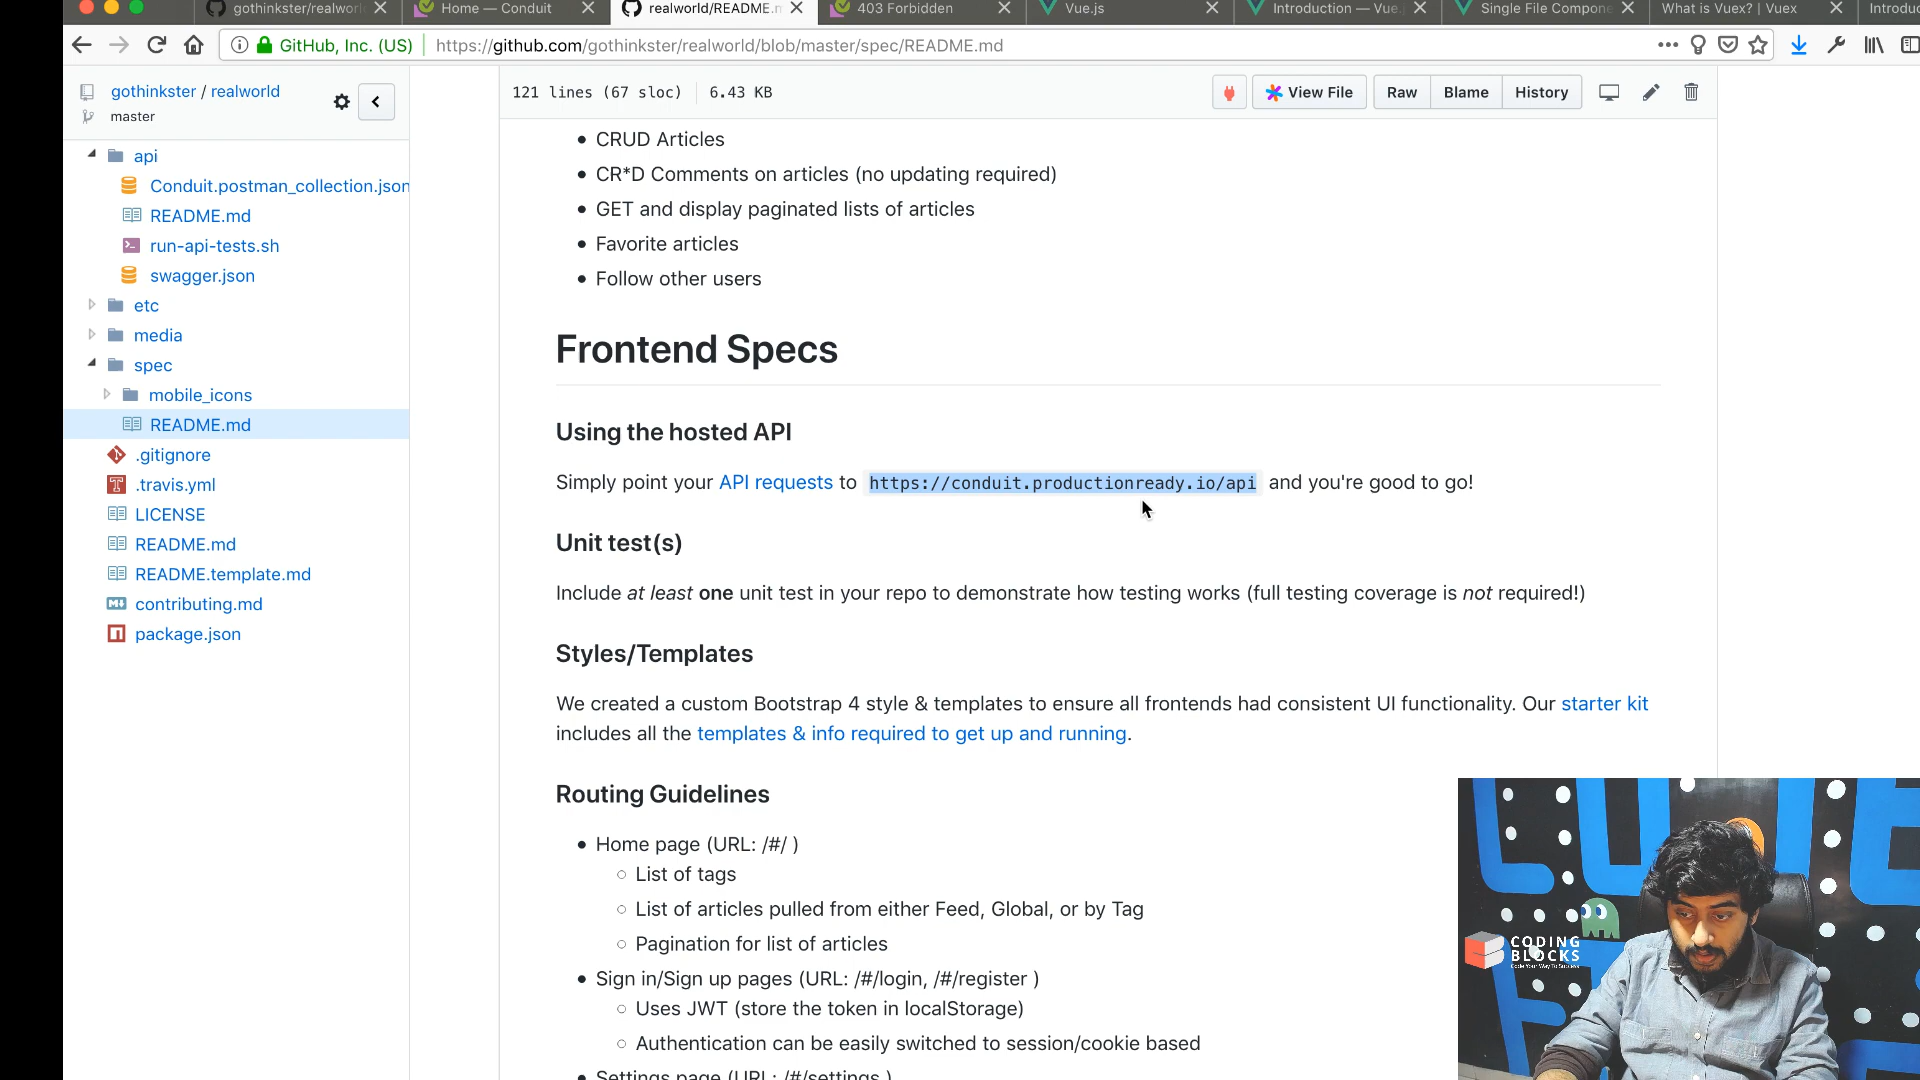 gothinkster/realworl
Home — Conduit
realworld/README.m
403 Forbidden
Vue.js
Introduction — Vue.
Single File Compone
What is Vuex? | Vuex
Introduc
GitHub, Inc. (US)
https://github.com/gothinkster/realworld/blob/master/spec/README.md
gothinkster / realworld
master
api
Conduit.postman_collection.json
README.md
run-api-tests.sh
swagger.json
etc
media
spec
mobile_icons
README.md
.gitignore
.travis.yml
LICENSE
README.md
README.template.md
contributing.md
package.json
121 lines (67 sloc) 6.43 KB
View File
Raw
Blame
History
• CRUD Articles
• CR*D Comments on articles (no updating required)
• GET and display paginated lists of articles
• Favorite articles
• Follow other users
Frontend Specs
Using the hosted API
Simply point your API requests to https://conduit.productionready.io/api and you're good to go!
Unit test(s)
Include at least one unit test in your repo to demonstrate how testing works (full testing coverage is not required!)
Styles/Templates
We created a custom Bootstrap 4 style & templates to ensure all frontends had consistent UI functionality. Our starter kit
includes all the templates & info required to get up and running.
Routing Guidelines
• Home page (URL: /#/ )
○ List of tags
○ List of articles pulled from either Feed, Global, or by Tag
○ Pagination for list of articles
• Sign in/Sign up pages (URL: /#/login, /#/register )
○ Uses JWT (store the token in localStorage)
○ Authentication can be easily switched to session/cookie based
• Settings page (URL: /#/settings )
CODING
BLOCKS
Code Your Way To Success